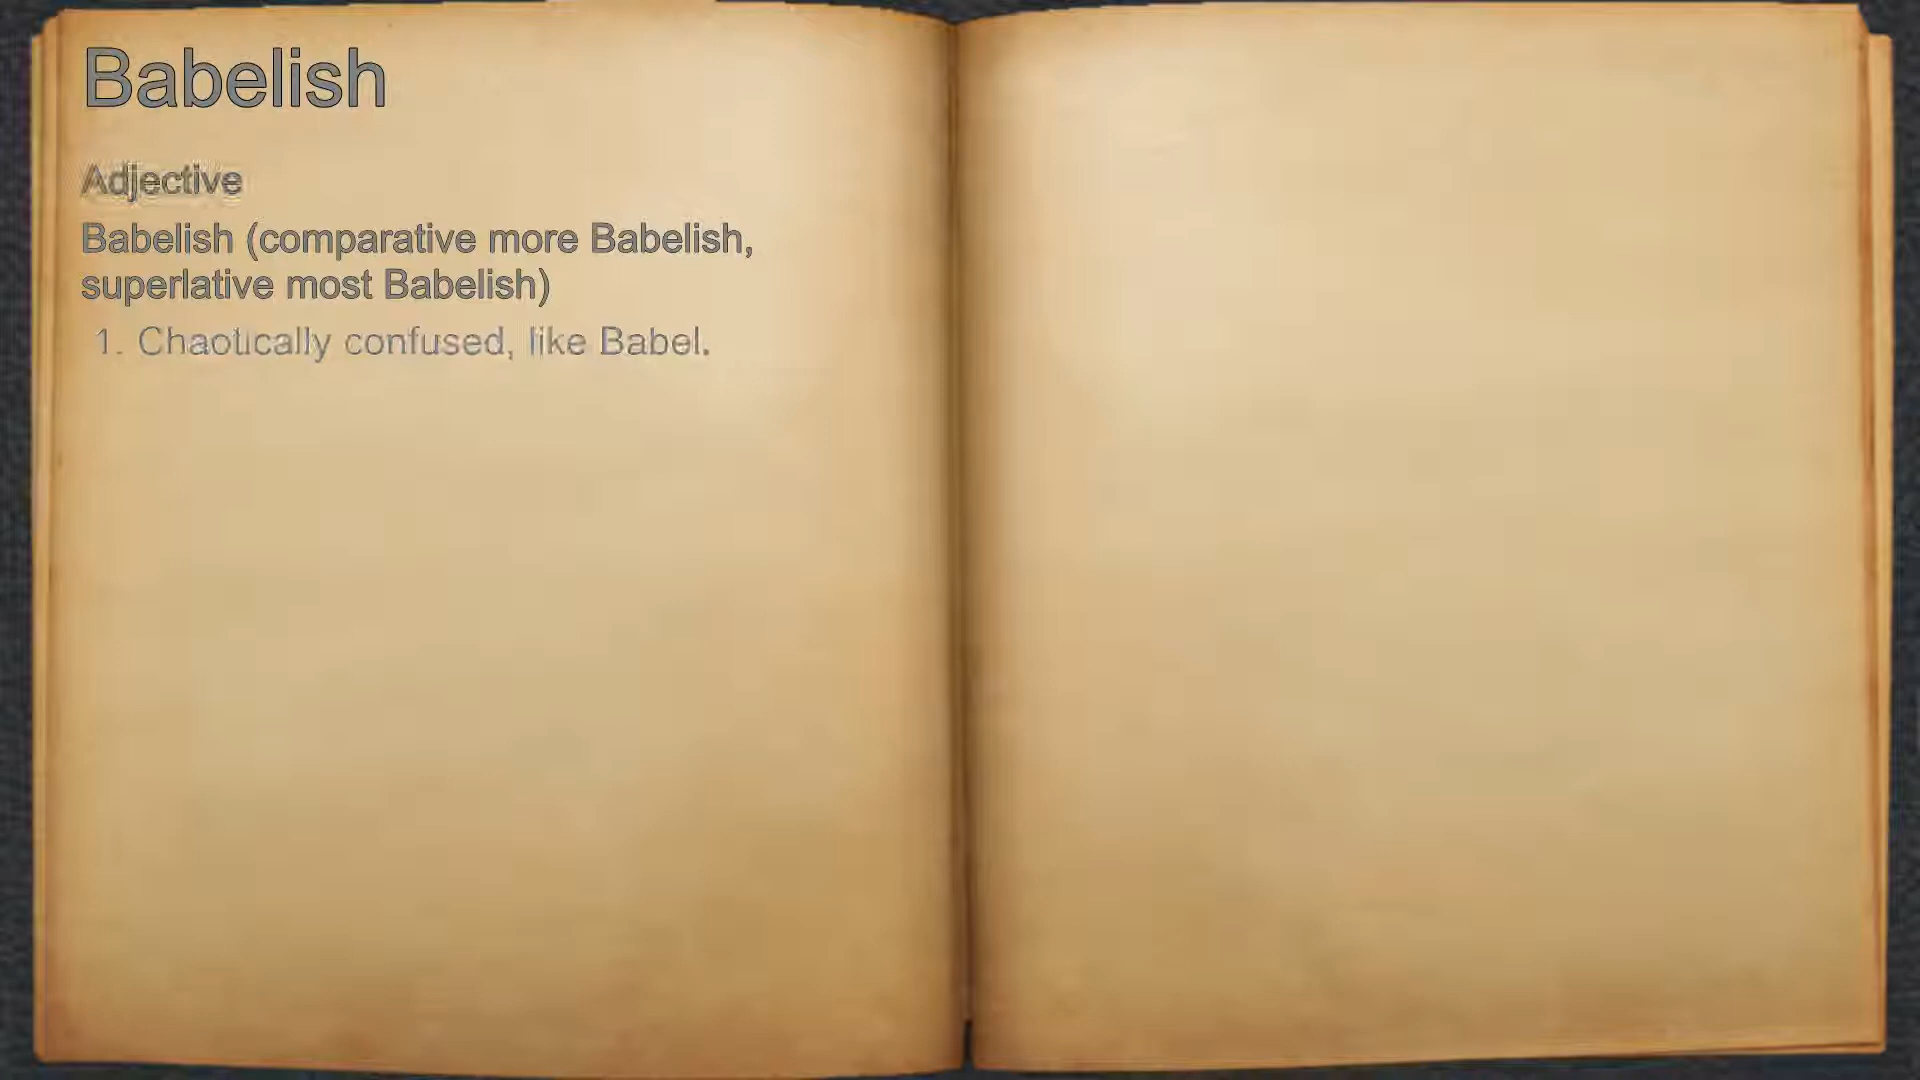 Babelish
Adjective
Babelish (comparative more Babelish,
superlative most Babelish)
1. Chaotically confused, like Babel.